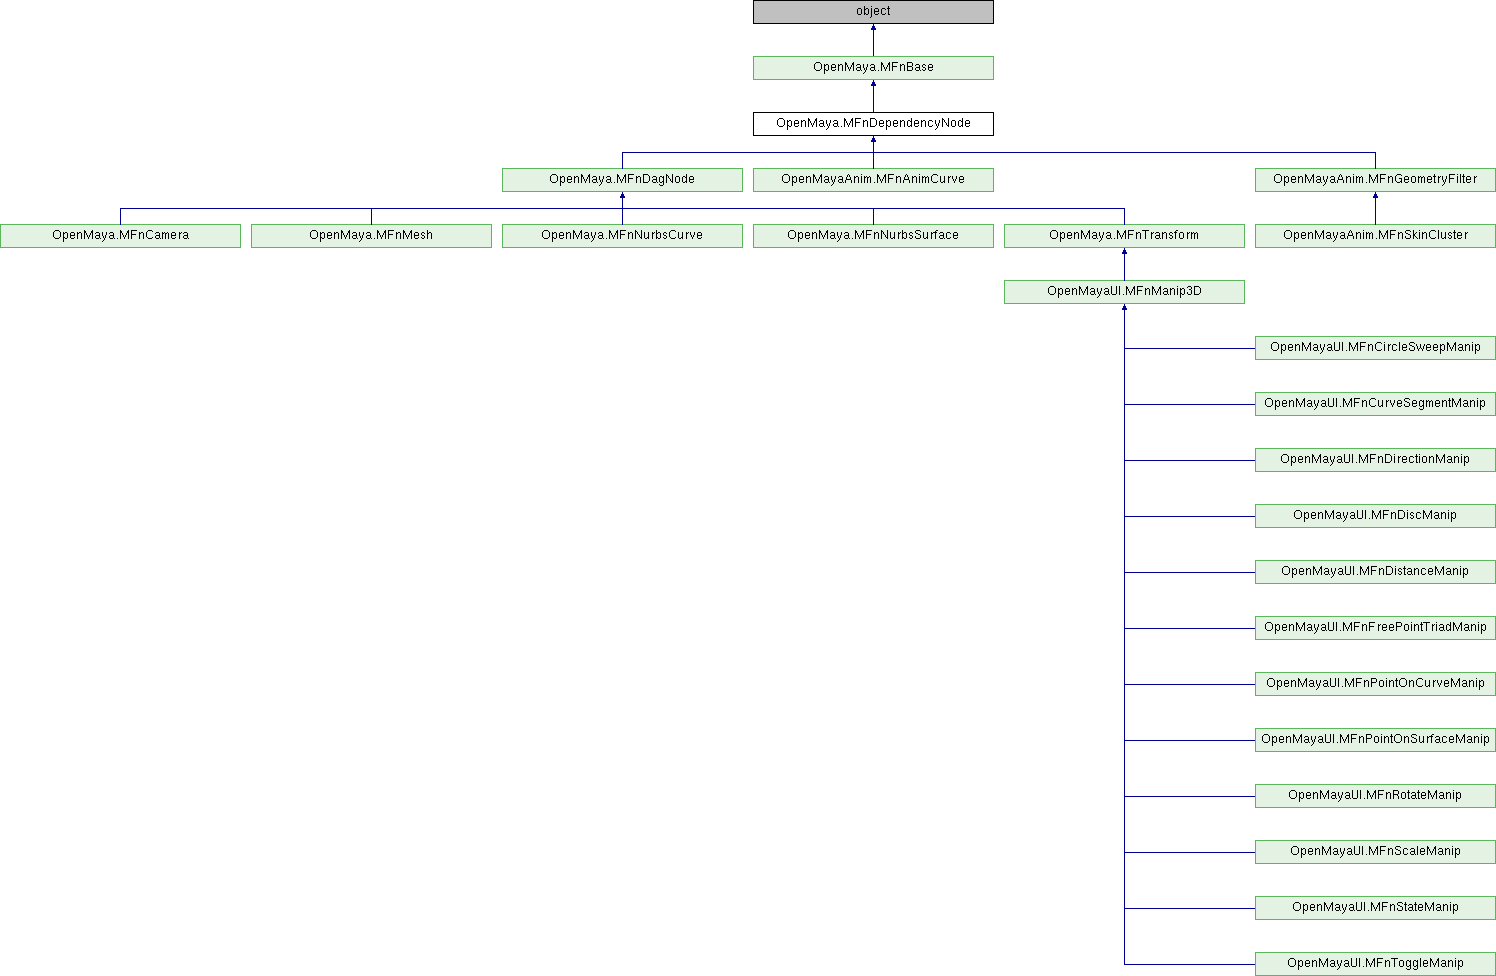 object
OpenMaya.MFnBase
OpenMaya.MFnDependencyNode
OpenMaya.MFnDagNode
OpenMayaAnim.MFnAnimCurve
OpenMayaAnim.MFnGeometryFilter
OpenMaya.MFnCamera
OpenMaya.MFnMesh
OpenMaya.MFnNurbsCurve
OpenMaya.MFnNurbsSurface
OpenMaya.MFnTransform
OpenMayaAnim.MFnSkinCluster
OpenMayaUI.MFnManip3D
OpenMayaUI.MFnCircleSweepManip
OpenMayaUI.MFnCurveSegmentManip
OpenMayaUI.MFnDirectionManip
OpenMayaUI.MFnDiscManip
OpenMayaUI.MFnDistanceManip
OpenMayaUI.MFnFreePointTriadManip
OpenMayaUI.MFnPointOnCurveManip
OpenMayaUI.MFnPointOnSurfaceManip
OpenMayaUI.MFnRotateManip
OpenMayaUI.MFnScaleManip
OpenMayaUI.MFnStateManip
OpenMayaUI.MFnToggleManip